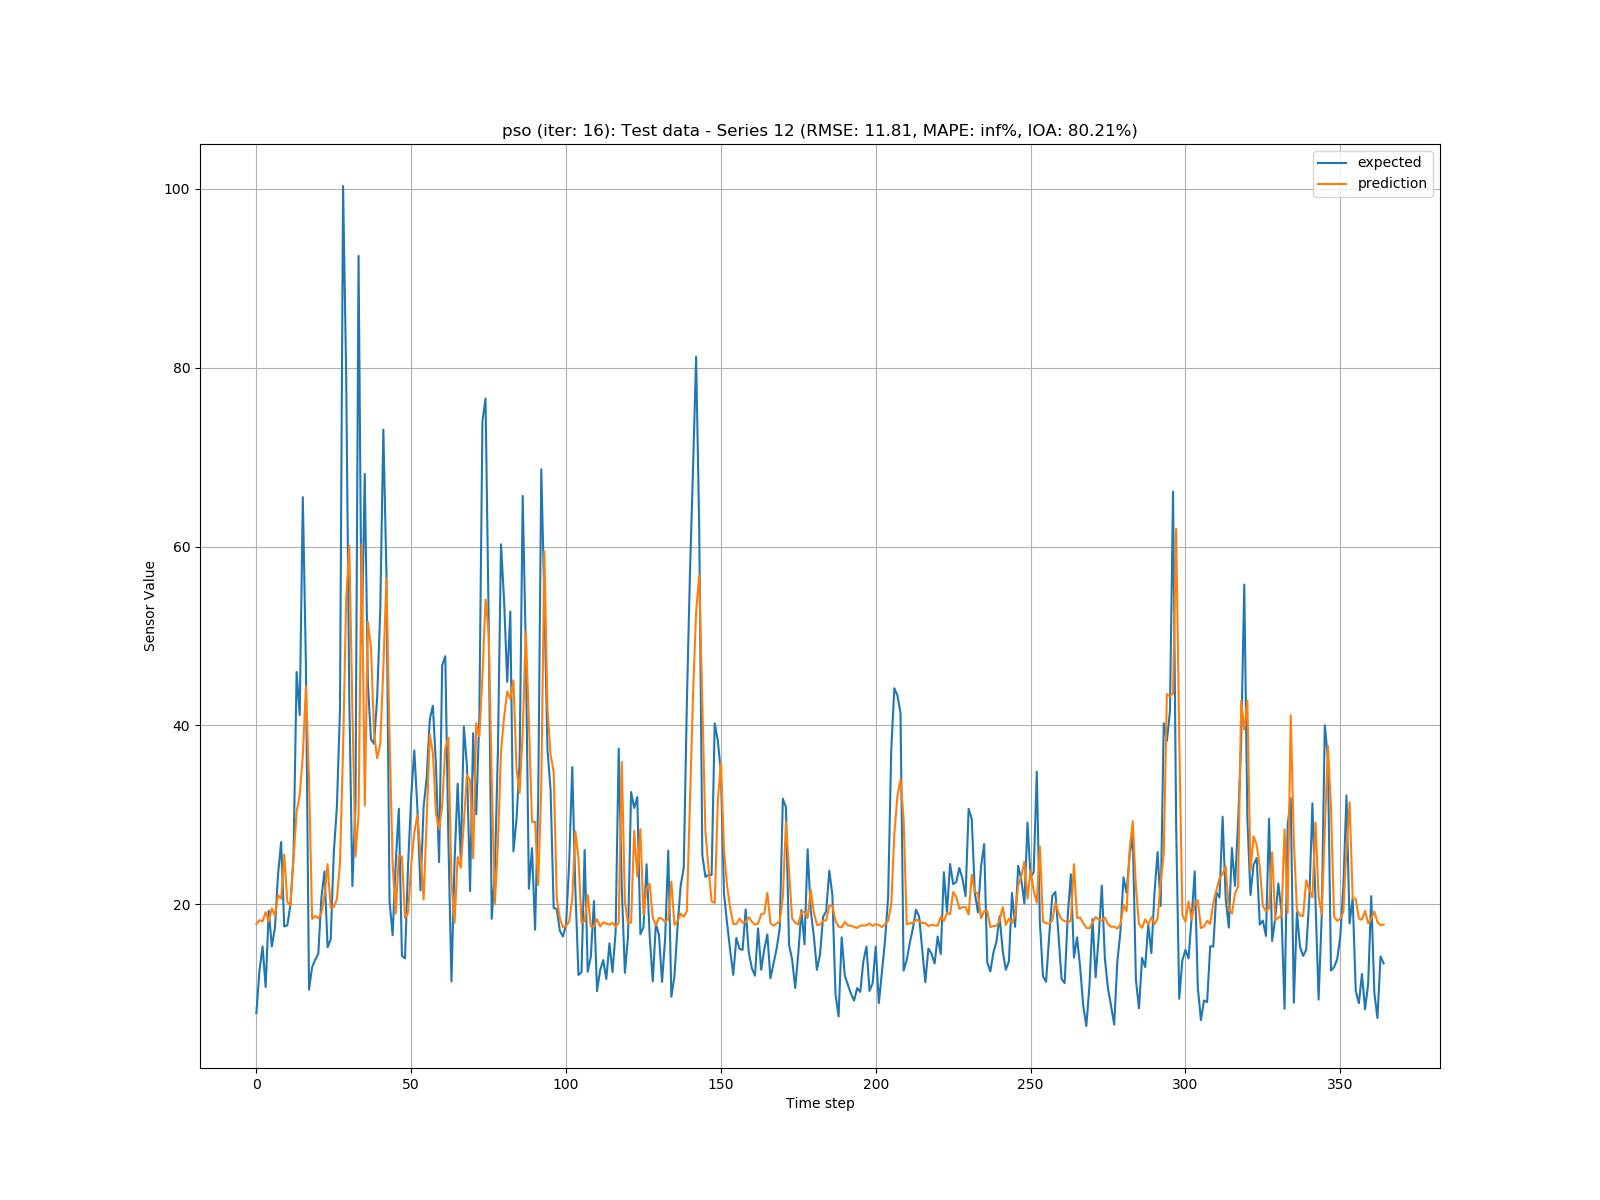 pso (iter: 16): Test data - Series 12 (RMSE: 11.81, MAPE: inf%, IOA: 80.21%)
expected
prediction
100
80
60
40
20
Sensor Value
0 50 100 150 200 250 300 350
Time step